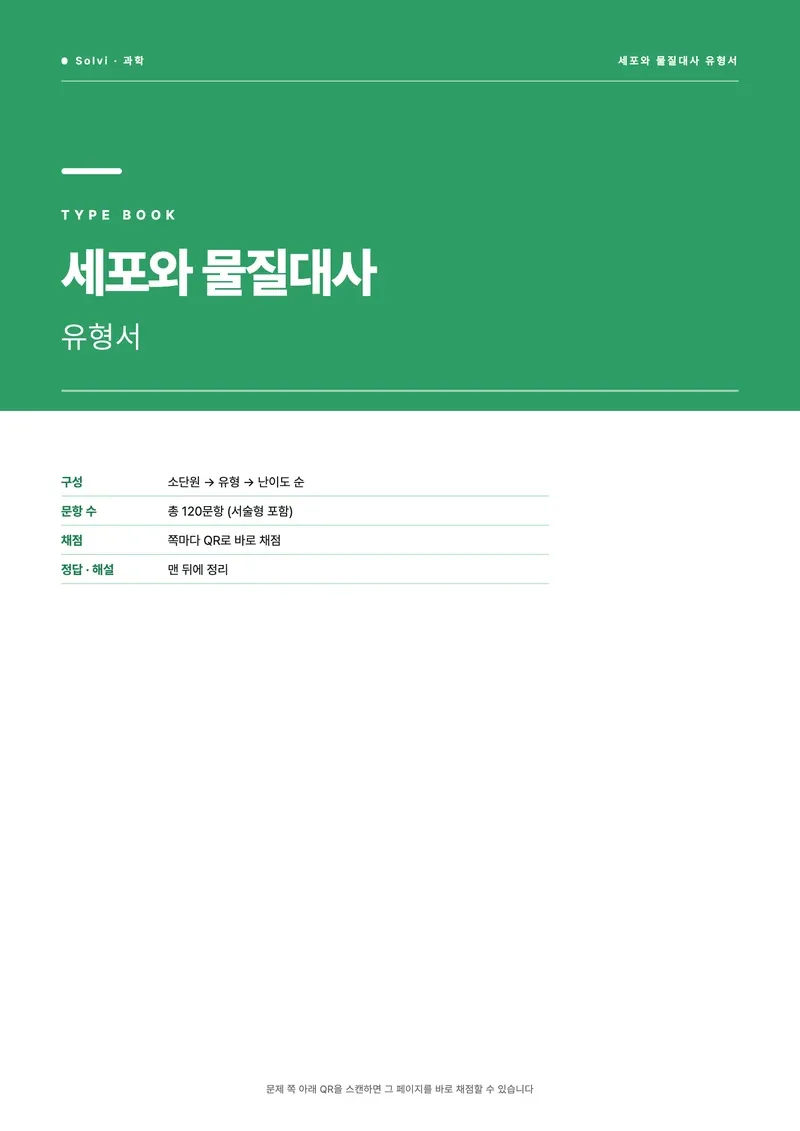 Solvi · 과학
세포와 물질대사 유형서
TYPE BOOK
세포와 물질대사
유형서
구성 소단원 → 유형 → 난이도 순
문항 수 총 120문항 (서술형 포함)
채점 쪽마다 QR로 바로 채점
정답 · 해설 맨 뒤에 정리
문제 쪽 아래 QR을 스캔하면 그 페이지를 바로 채점할 수 있습니다